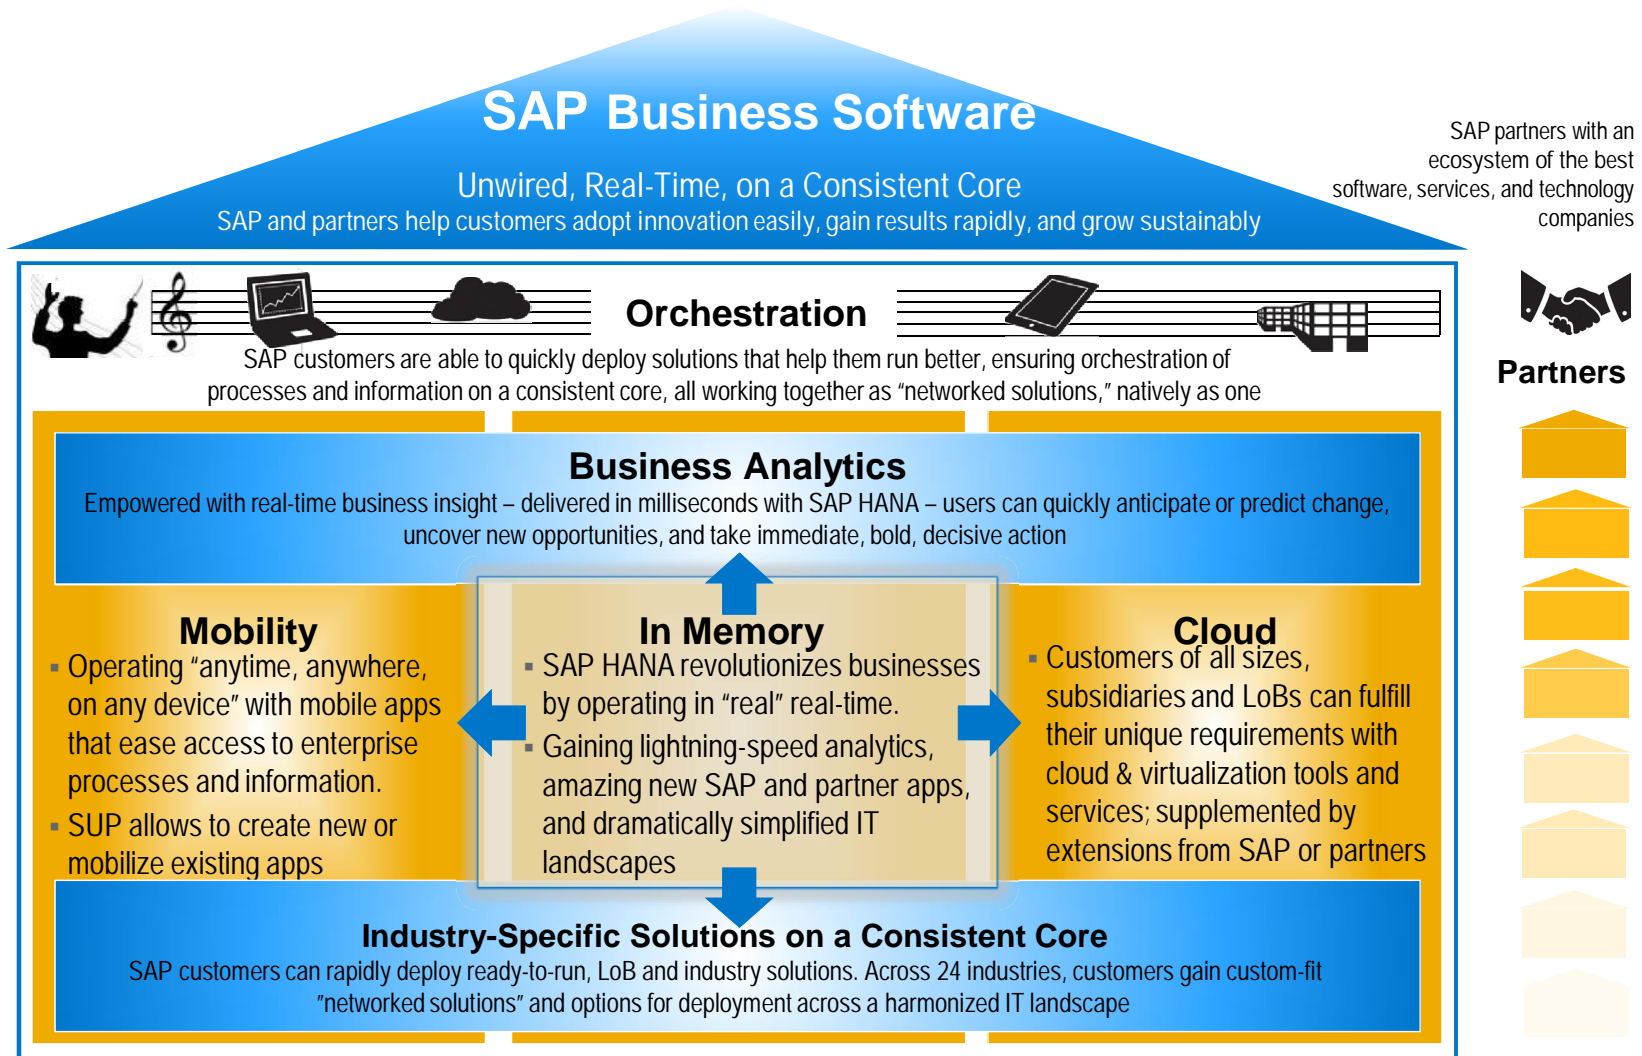 SAP Business Software
Unwired, Real-Time, on a Consistent Core
SAP and partners help customers adopt innovation easily, gain results rapidly, and grow sustainably
SAP partners with an
ecosystem of the best
software, services, and technology
companies
Partners
Orchestration
SAP customers are able to quickly deploy solutions that help them run better, ensuring orchestration of
processes and information on a consistent core, all working together as “networked solutions,” natively as one
Business Analytics
Empowered with real-time business insight – delivered in milliseconds with SAP HANA – users can quickly anticipate or predict change,
uncover new opportunities, and take immediate, bold, decisive action
Mobility
▪ Operating “anytime, anywhere,
on any device” with mobile apps
that ease access to enterprise
processes and information.
▪ SUP allows to create new or
mobilize existing apps
In Memory
▪ SAP HANA revolutionizes businesses
by operating in “real” real-time.
▪ Gaining lightning-speed analytics,
amazing new SAP and partner apps,
and dramatically simplified IT
landscapes
Cloud
▪ Customers of all sizes,
subsidiaries and LoBs can fulfill
their unique requirements with
cloud & virtualization tools and
services; supplemented by
extensions from SAP or partners
Industry-Specific Solutions on a Consistent Core
SAP customers can rapidly deploy ready-to-run, LoB and industry solutions. Across 24 industries, customers gain custom-fit
"networked solutions" and options for deployment across a harmonized IT landscape